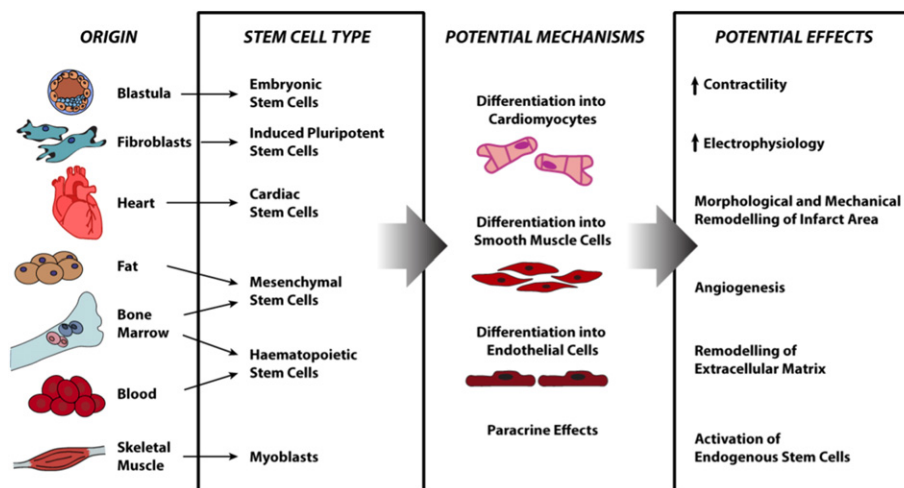 ORIGIN
STEM CELL TYPE
POTENTIAL MECHANISMS
POTENTIAL EFFECTS
Blastula
Fibroblasts
Heart
Fat
Bone
Marrow
Blood
Skeletal
Muscle
Embryonic
Stem Cells
Induced Pluripotent
Stem Cells
Cardiac
Stem Cells
Mesenchymal
Stem Cells
Haematopoietic
Stem Cells
Myoblasts
Differentiation into
Cardiomyocytes
Differentiation into
Smooth Muscle Cells
Differentiation into
Endothelial Cells
Paracrine Effects
Contractility
Electrophysiology
Morphological and Mechanical
Remodelling of Infarct Area
Angiogenesis
Remodelling of
Extracellular Matrix
Activation of
Endogenous Stem Cells